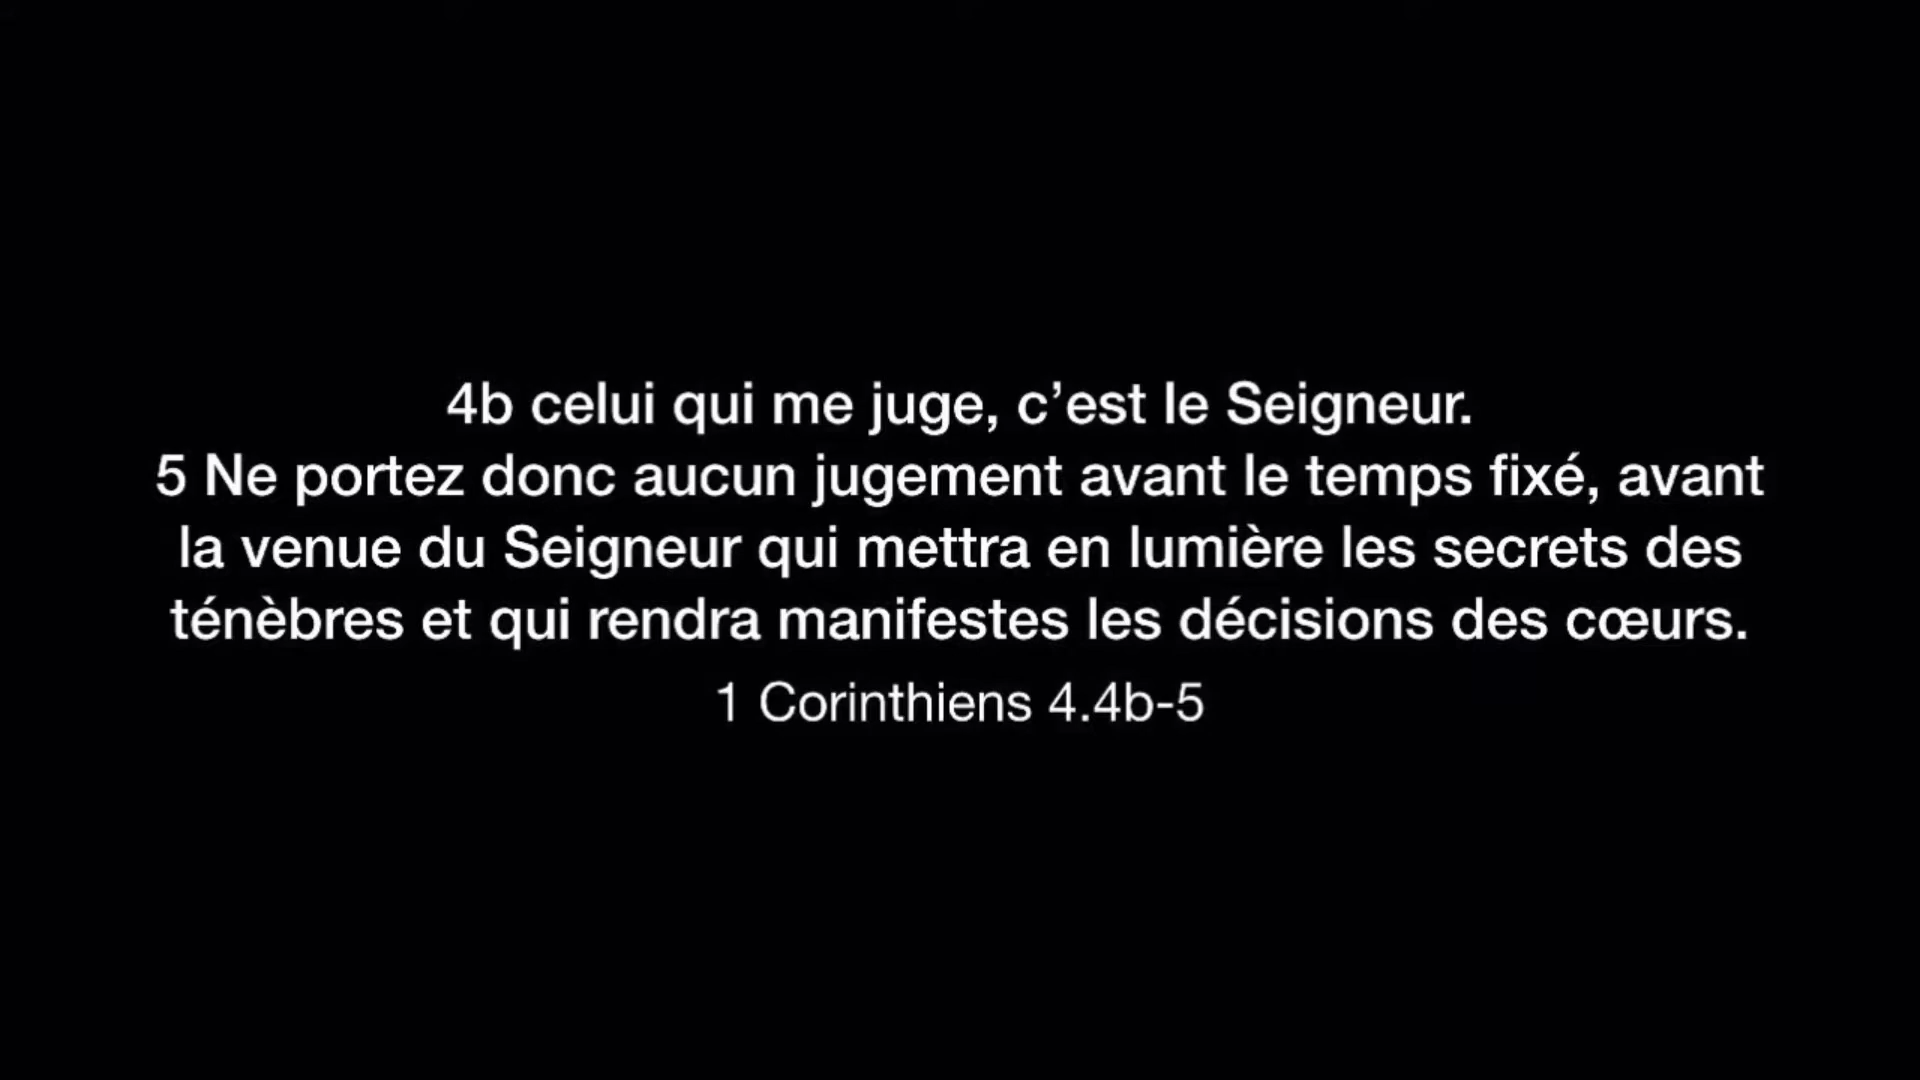 4b celui qui me juge, c’est le Seigneur.
5 Ne portez donc aucun jugement avant le temps fixé, avant
la venue du Seigneur qui mettra en lumière les secrets des
ténèbres et qui rendra manifestes les décisions des cœurs.
1 Corinthiens 4.4b-5